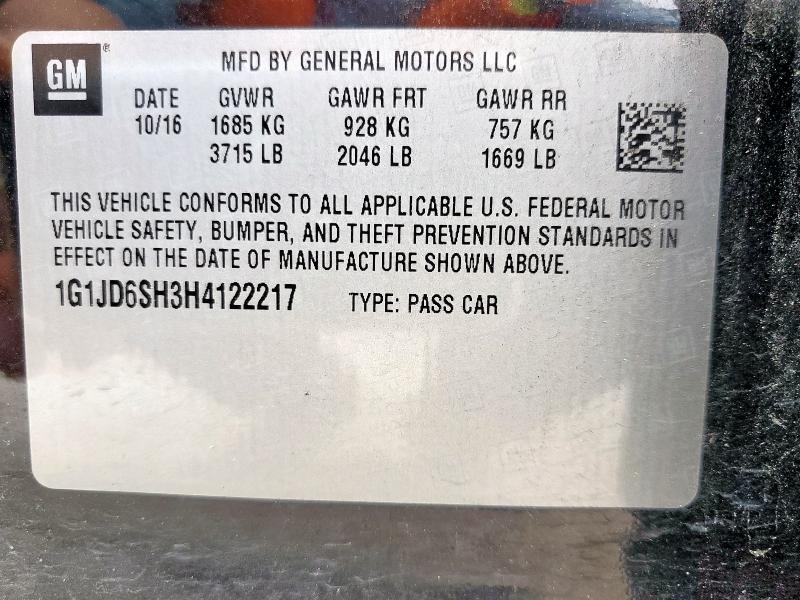 GM
®
MFD BY GENERAL MOTORS LLC
DATE GVWR GAWR FRT GAWR RR
10/16 1685 KG 928 KG 757 KG
3715 LB 2046 LB 1669 LB
THIS VEHICLE CONFORMS TO ALL APPLICABLE U.S. FEDERAL MOTOR
VEHICLE SAFETY, BUMPER, AND THEFT PREVENTION STANDARDS IN
EFFECT ON THE DATE OF MANUFACTURE SHOWN ABOVE.
1G1JD6SH3H4122217 TYPE: PASS CAR